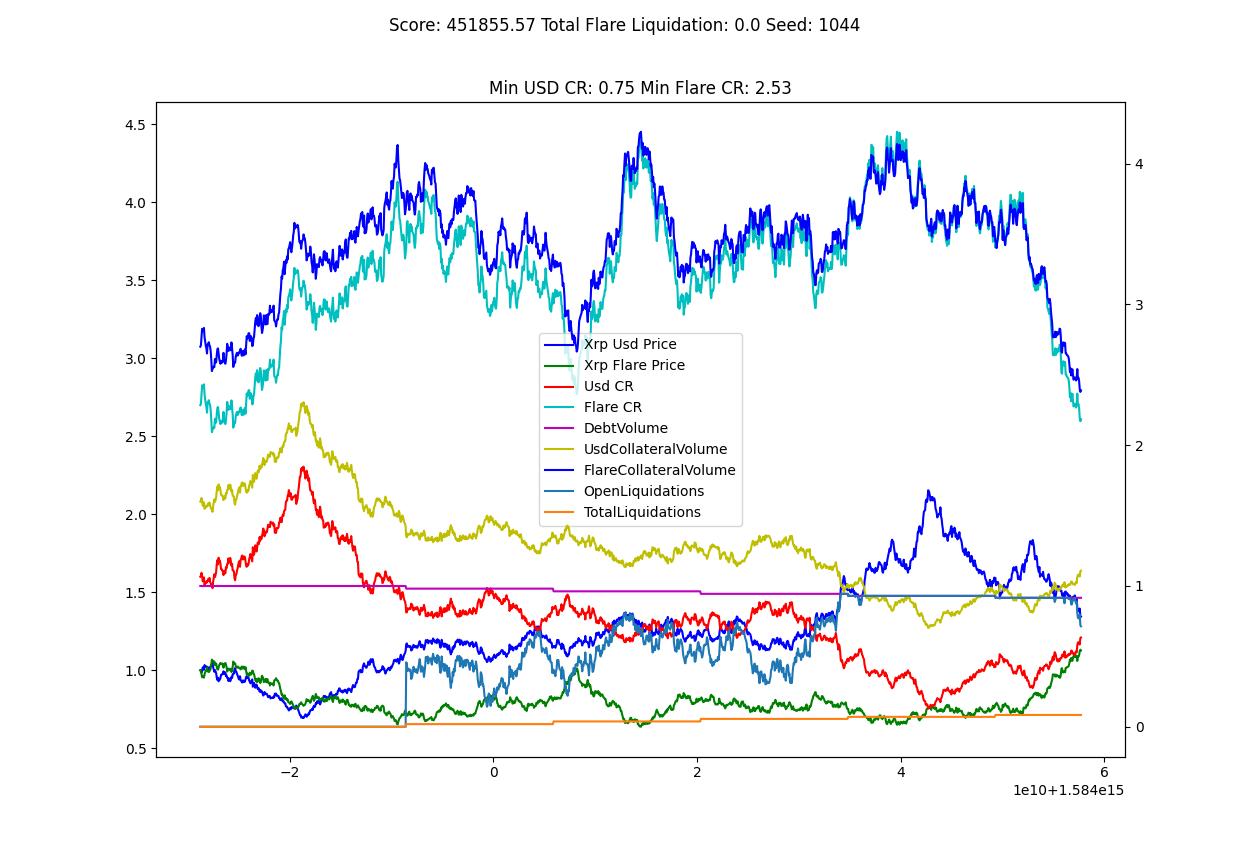 Score: 451855.57 Total Flare Liquidation: 0.0 Seed: 1044
Min USD CR: 0.75 Min Flare CR: 2.53
4.5
4.0
3.5
3.0
2.5
2.0
1.5
1.0
0.5
4
3
2
1
0
Xrp Usd Price
Xrp Flare Price
Usd CR
Flare CR
DebtVolume
UsdCollateralVolume
FlareCollateralVolume
OpenLiquidations
TotalLiquidations
−2 0 2 4 6
1e10+1.584e15